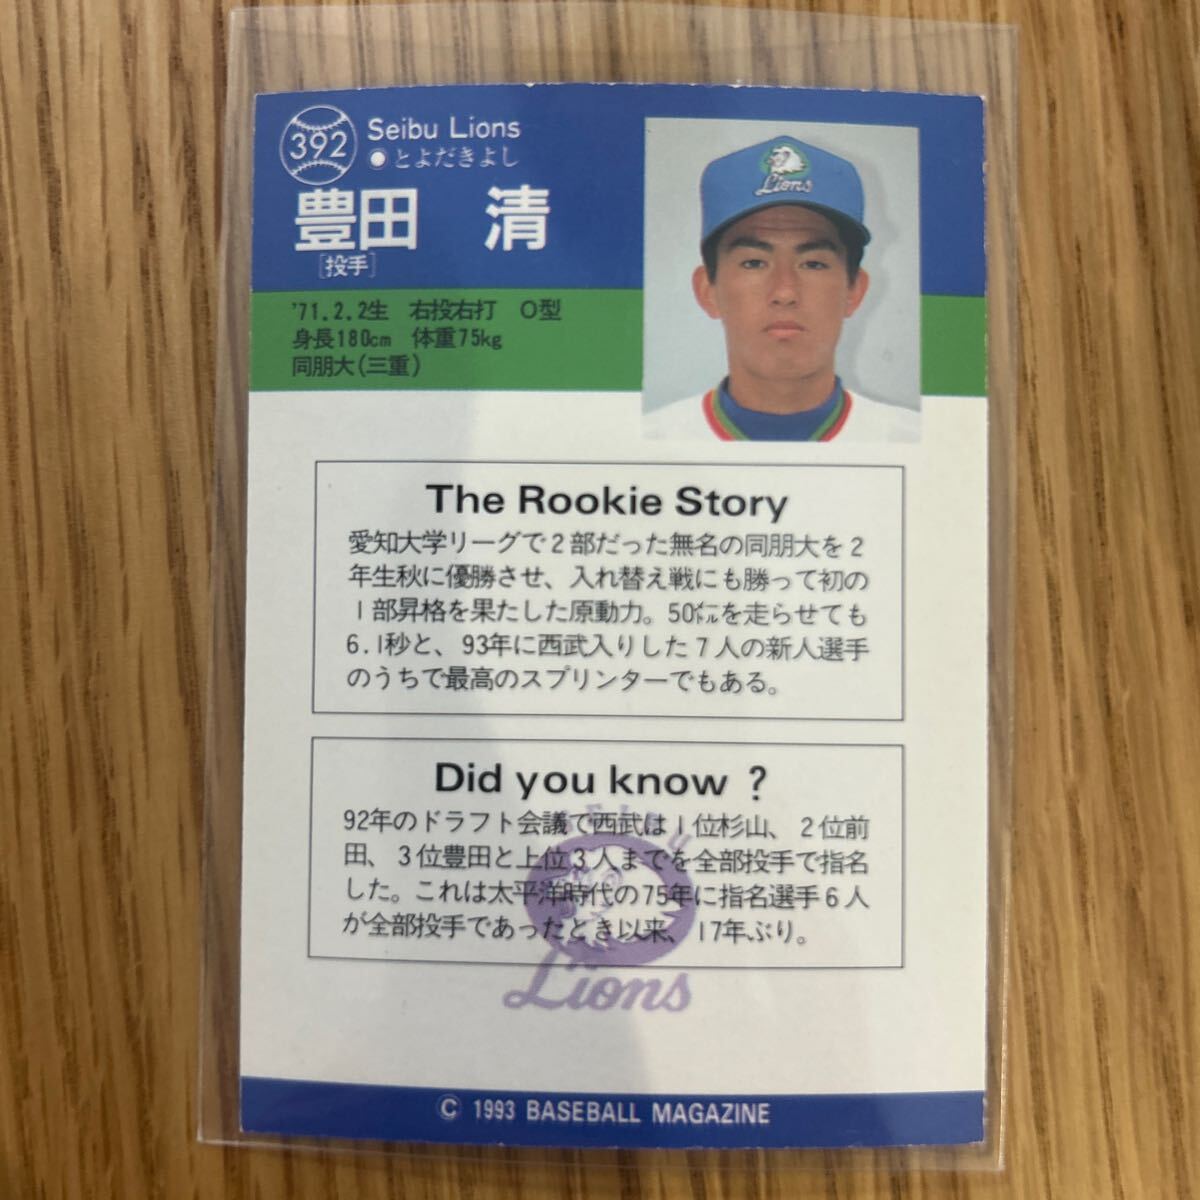 392
Seibu Lions
●とよだきよし
豊田 清
[投手]
Lions
'71.2.2生 右投右打 O型
身長180cm 体重75kg
同朋大(三重)
The Rookie Story
愛知大学リーグで2部だった無名の同朋大を2
年生秋に優勝させ、入れ替え戦にも勝って初の
1部昇格を果たした原動力。50㍍を走らせても
6.1秒と、93年に西武入りした7人の新人選手
のうちで最高のスプリンターでもある。
Did you know ?
92年のドラフト会議で西武は1位杉山、2位前
田、3位豊田と上位3人までを全部投手で指名
した。これは太平洋時代の75年に指名選手6人
が全部投手であったとき以来、17年ぶり。
SEIBU
Lions
© 1993 BASEBALL MAGAZINE